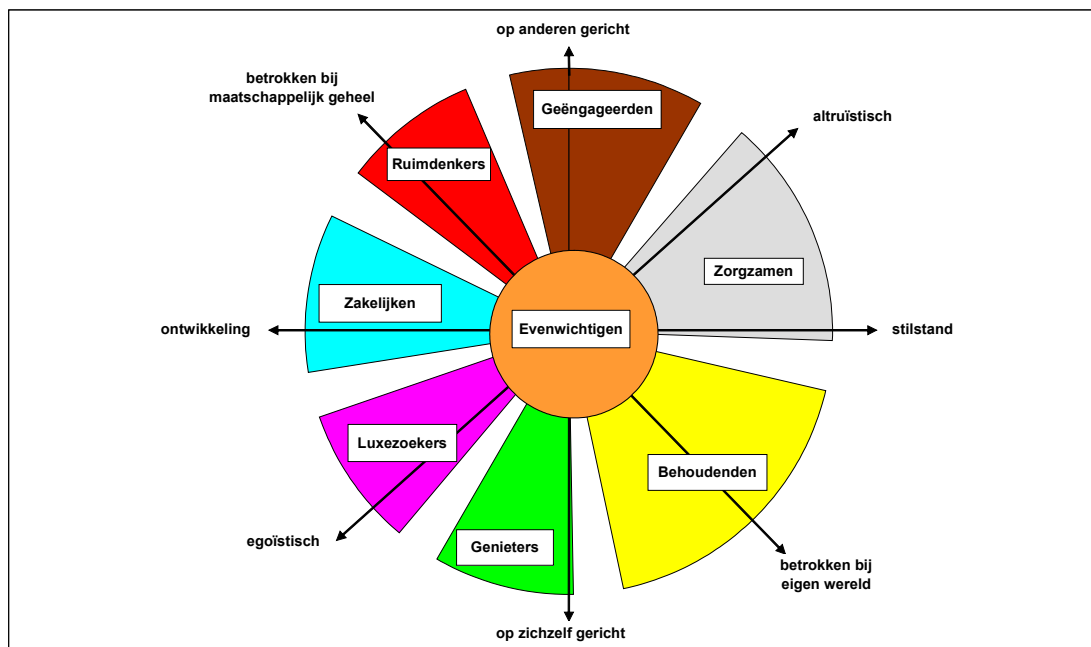 op anderen gericht
betrokken bij
maatschappelijk geheel
Geëngageerden
altruïstisch
Ruimdenkers
Zorgzamen
Zakelijken
ontwikkeling
Evenwichtigen
stilstand
Luxezoekers
Behoudenden
egoïstisch
Genieters
betrokken bij
eigen wereld
op zichzelf gericht